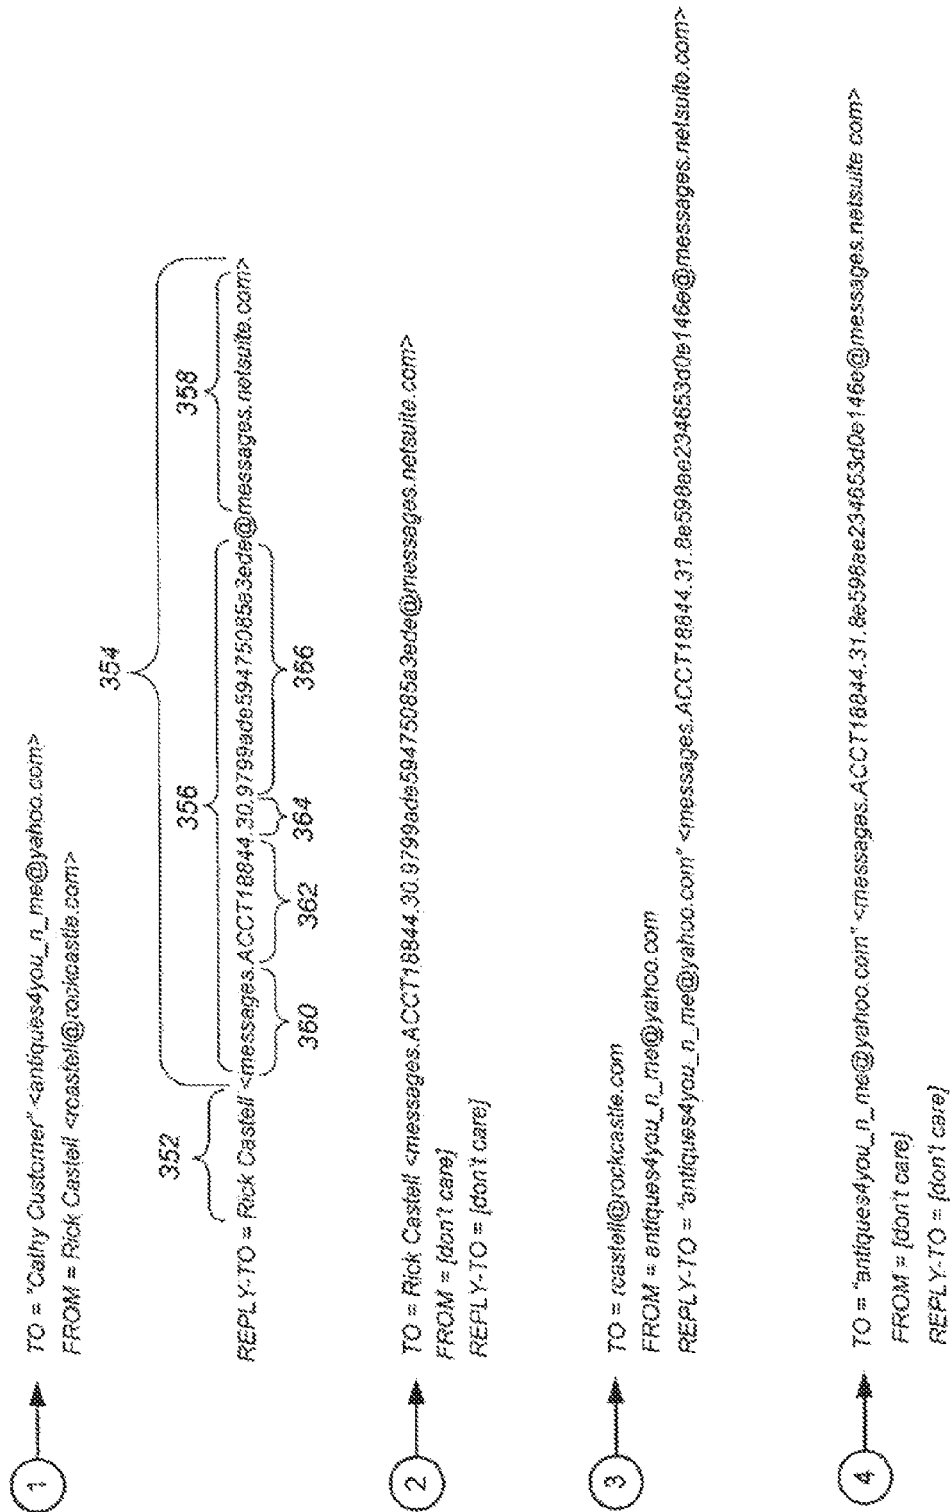 1
TO = "Cathy Customer" <antiques4you_n_me@yahoo.com>
FROM = Rick Castell <rcastell@rockcastle.com>
354
356
358
352
REPLY-TO = Rick Castell <messages.ACCT18844.30.9799ade59475085a3ede@messages.netsuite.com>
360
362
364
366
2
TO = Rick Castell <messages.ACCT18844.30.9799ade59475085a3ede@messages.netsuite.com>
FROM = [don't care]
REPLY-TO = [don't care]
3
TO = rcastell@rockcastle.com
FROM = antiques4you_n_me@yahoo.com
REPLY-TO = "antiques4you_n_me@yahoo.com" <messages.ACCT18844.31.8e598ee234653d0e146e@messages.netsuite.com>
4
TO = "antiques4you_n_me@yahoo.com" <messages.ACCT18844.31.8e598ee234653d0e146e@messages.netsuite.com>
FROM = [don't care]
REPLY-TO = [don't care]